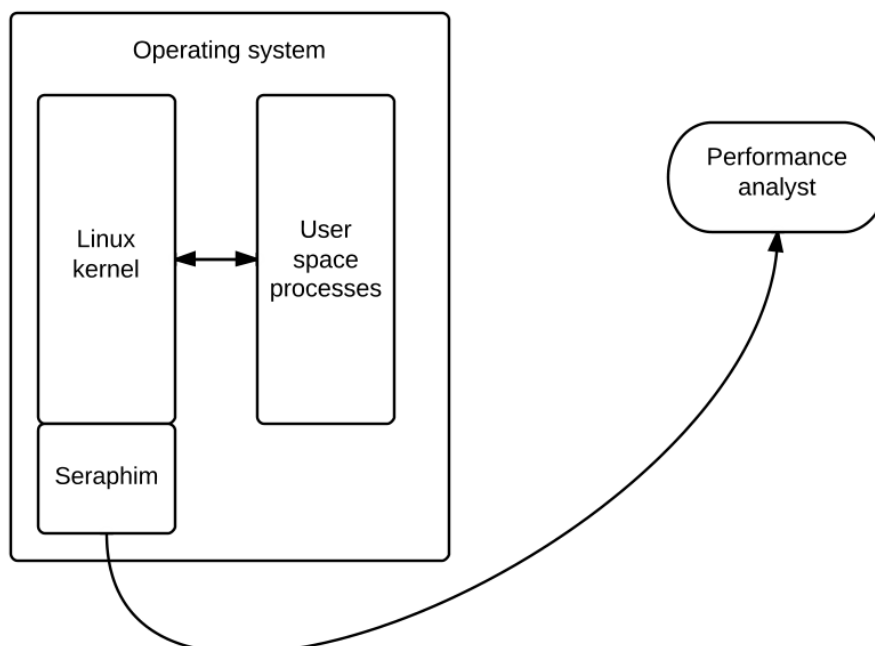 Operating system
Linux
kernel
User
space
processes
Seraphim
Performance
analyst